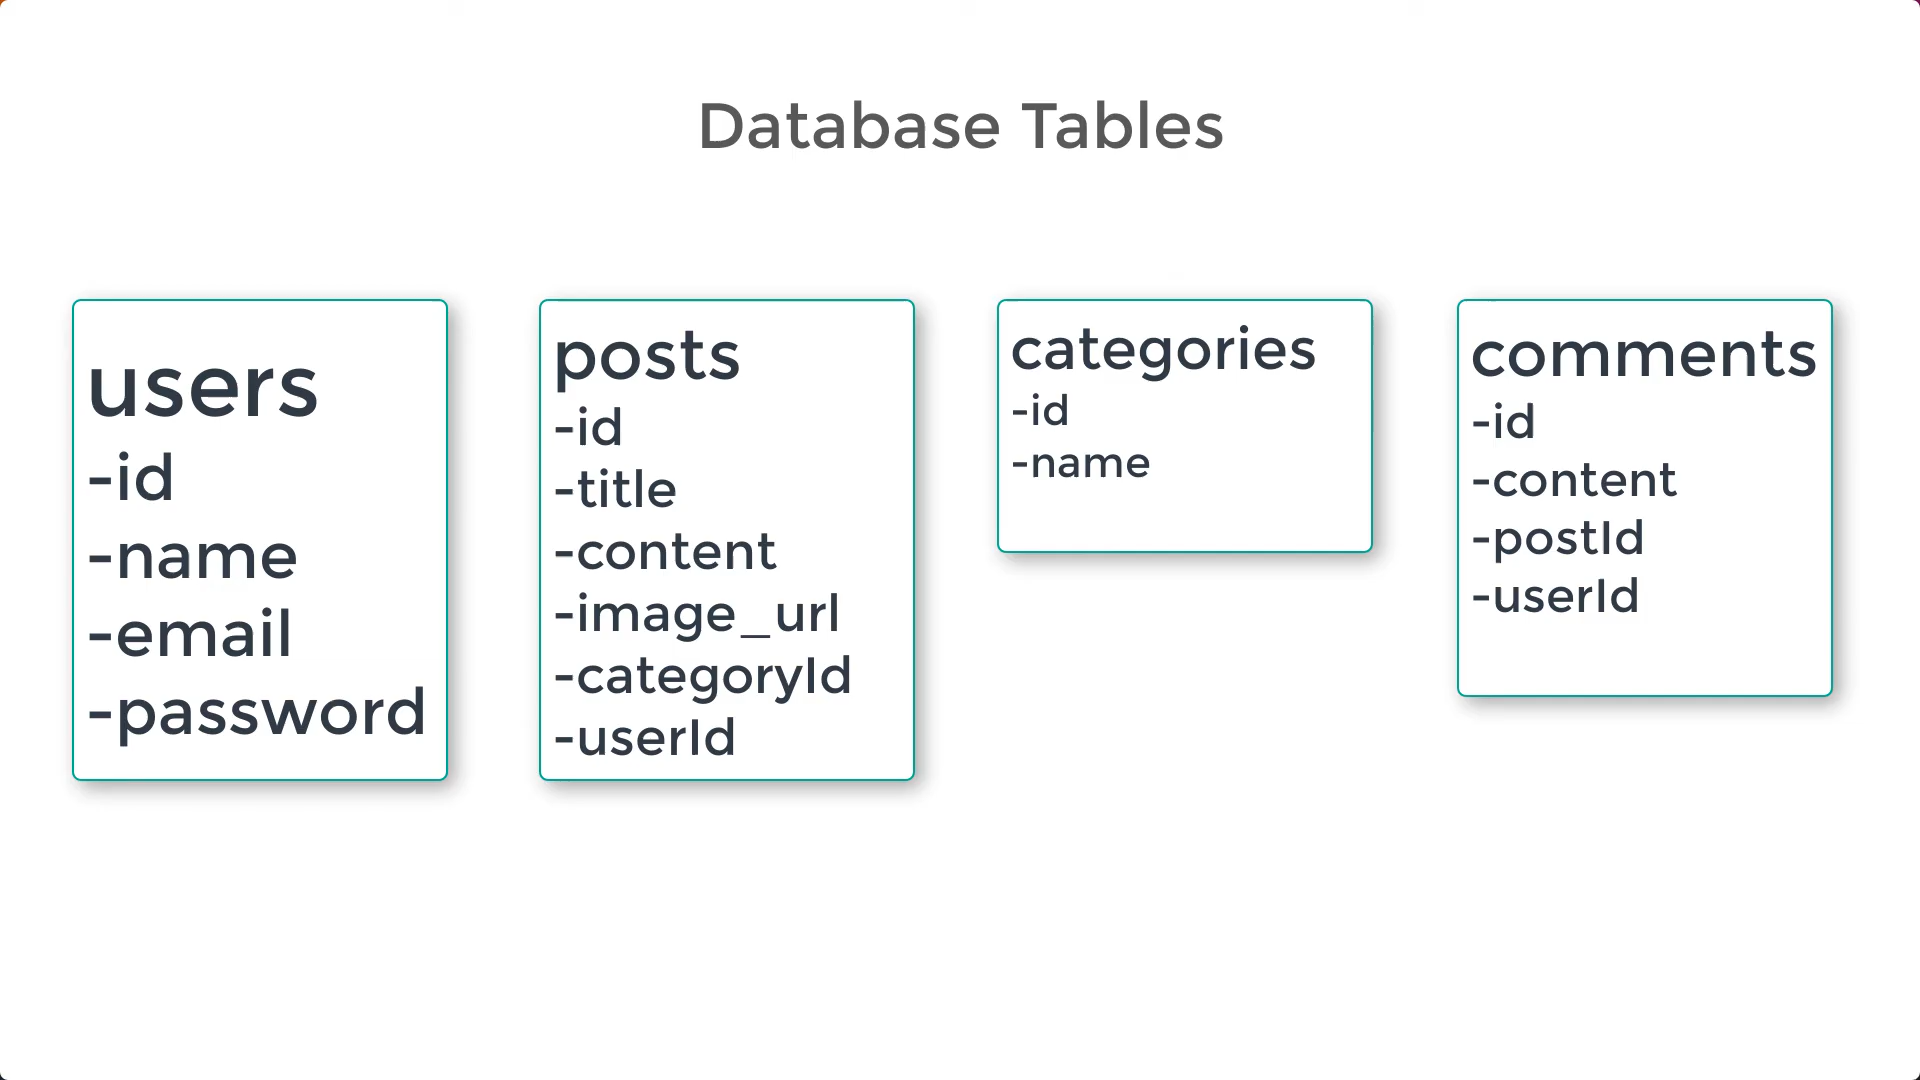 Database Tables
users
-id
-name
-email
-password
posts
-id
-title
-content
-image_url
-categoryId
-userId
categories
-id
-name
comments
-id
-content
-postId
-userId